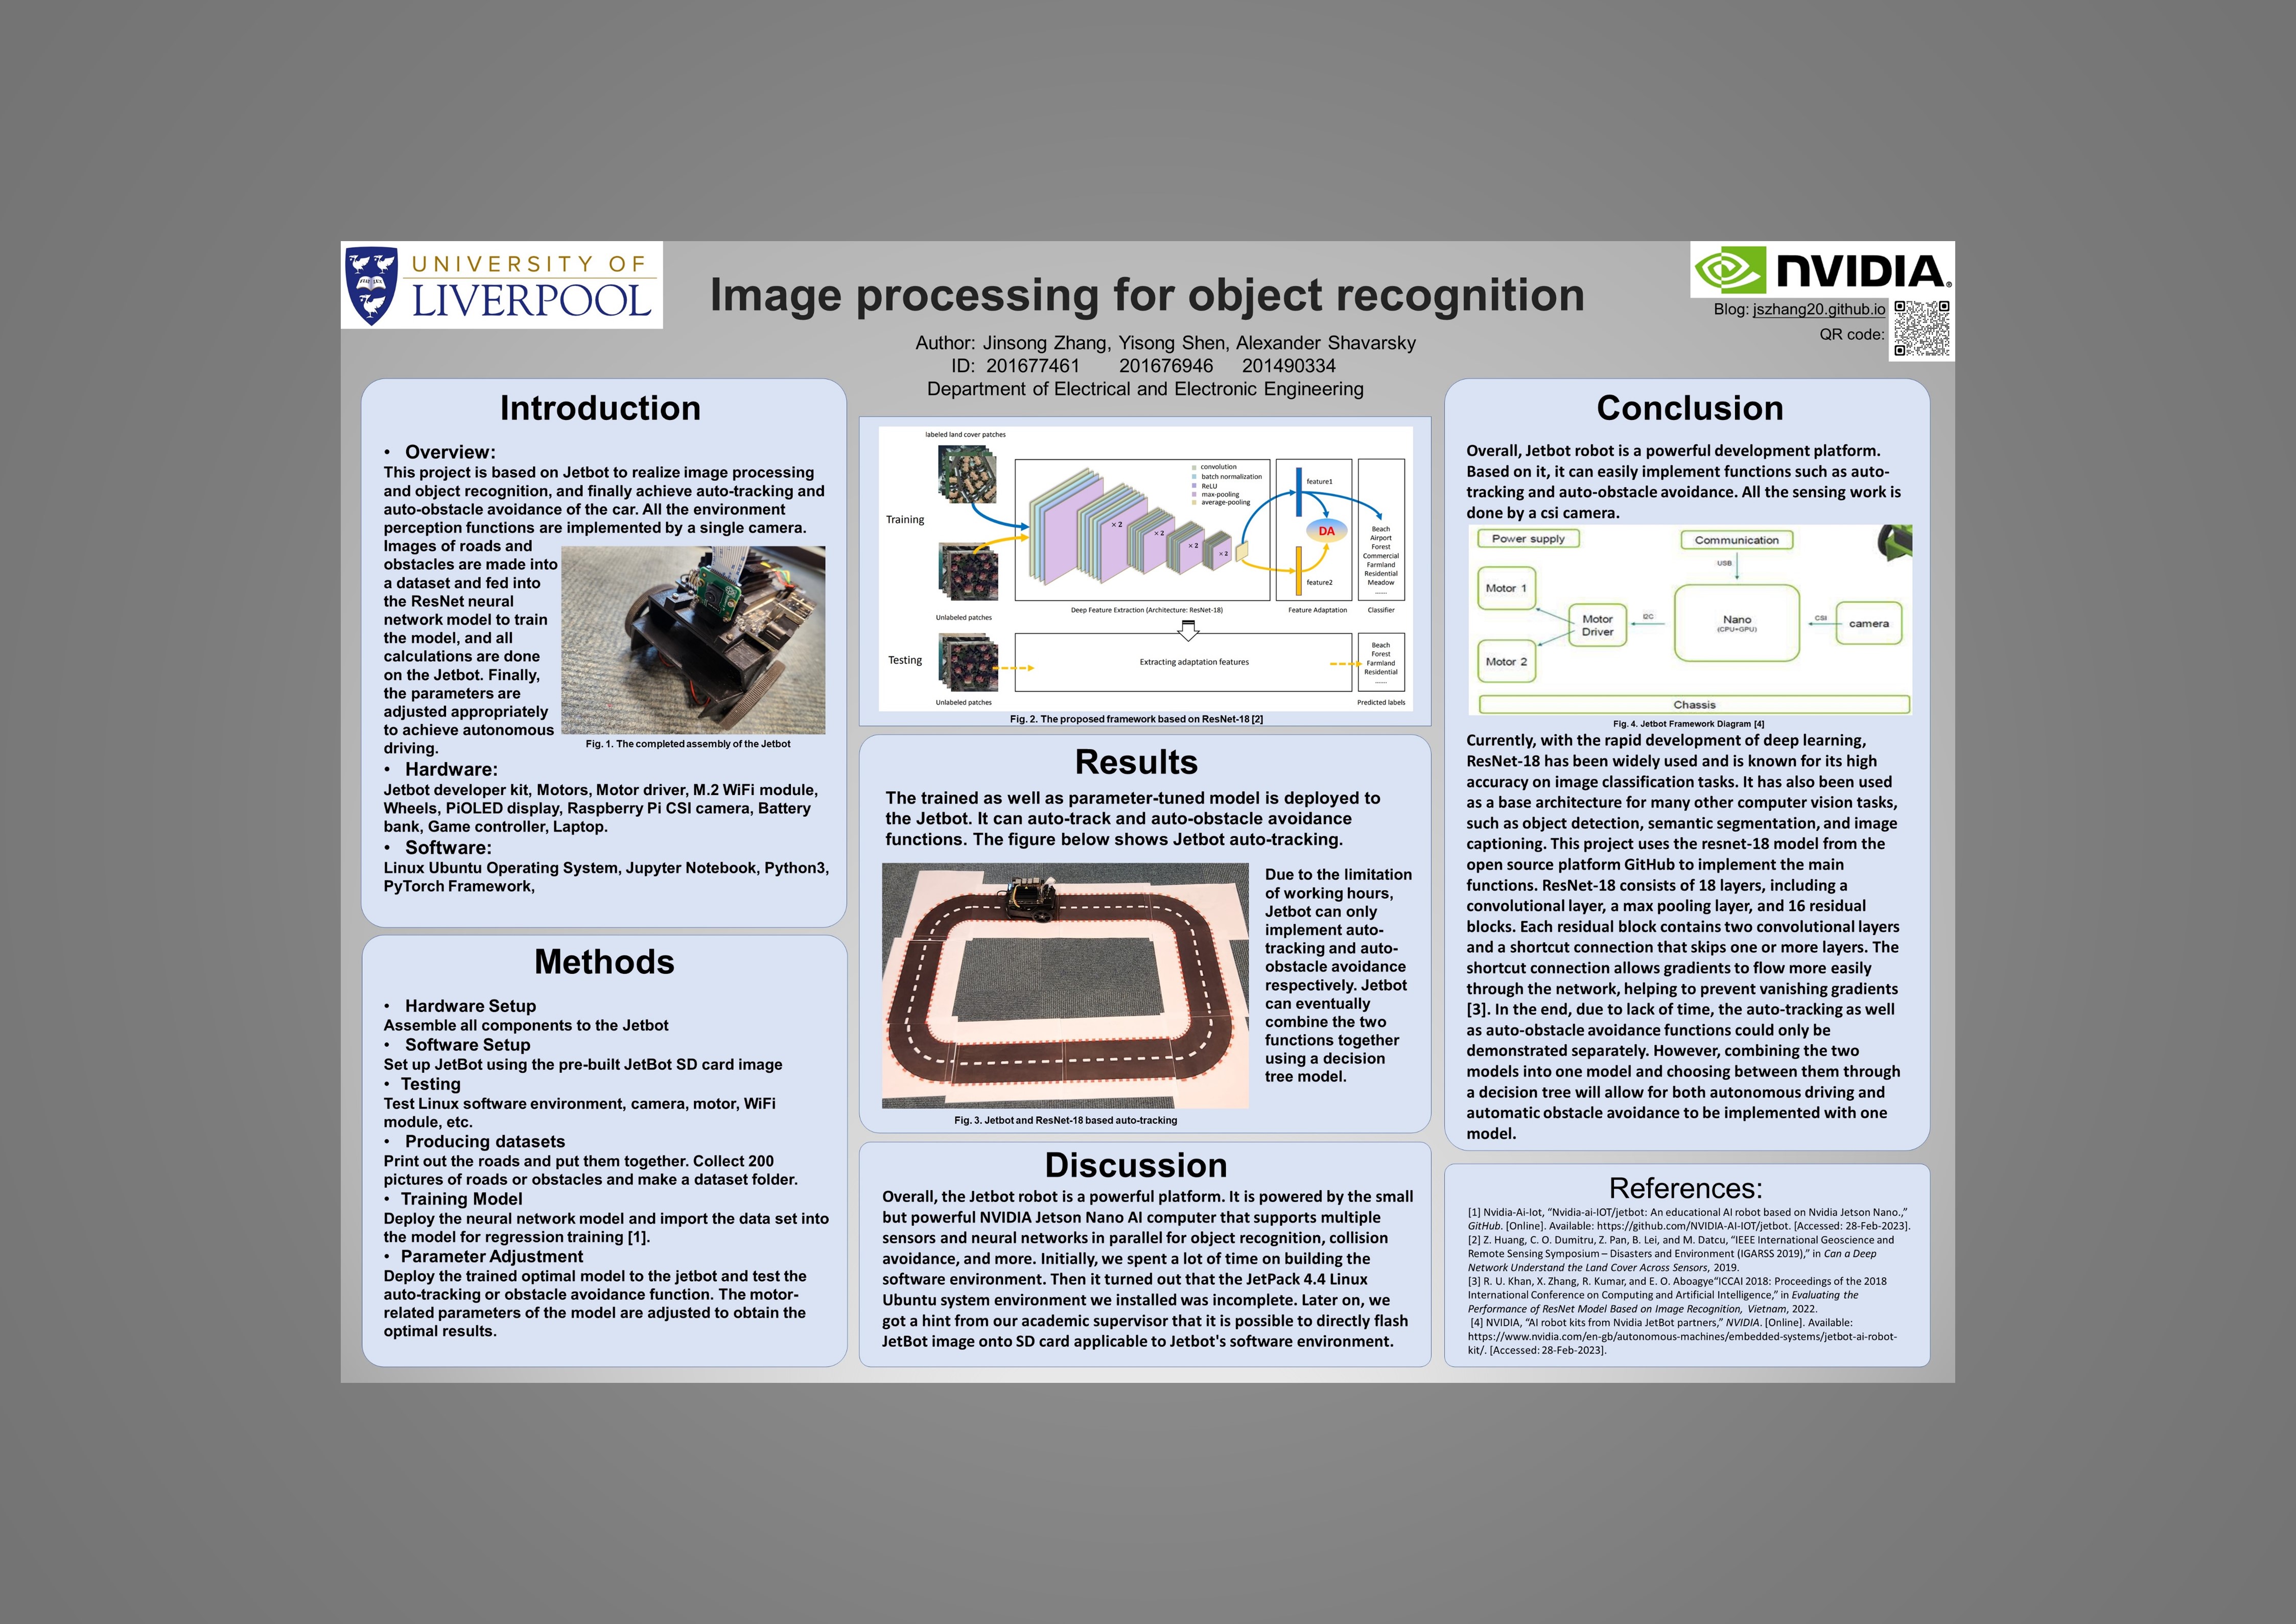 UNIVERSITY OF
LIVERPOOL
Image processing for object recognition
NVIDIA
Blog: jszhang20.github.io
QR code:
Author: Jinsong Zhang, Yisong Shen, Alexander Shavarsky
ID: 201677461 201676946 201490334
Department of Electrical and Electronic Engineering
Introduction
• Overview:
This project is based on Jetbot to realize image processing
and object recognition, and finally achieve auto-tracking and
auto-obstacle avoidance of the car. All the environment
perception functions are implemented by a single camera.
Images of roads and
obstacles are made into
a dataset and fed into
the ResNet neural
network model to train
the model, and all
calculations are done
on the Jetbot. Finally,
the parameters are
adjusted appropriately
to achieve autonomous
driving.
Fig. 1. The completed assembly of the Jetbot
• Hardware:
Jetbot developer kit, Motors, Motor driver, M.2 WiFi module,
Wheels, PiOLED display, Raspberry Pi CSI camera, Battery
bank, Game controller, Laptop.
• Software:
Linux Ubuntu Operating System, Jupyter Notebook, Python3,
PyTorch Framework,
Methods
• Hardware Setup
Assemble all components to the Jetbot
• Software Setup
Set up JetBot using the pre-built JetBot SD card image
• Testing
Test Linux software environment, camera, motor, WiFi
module, etc.
• Producing datasets
Print out the roads and put them together. Collect 200
pictures of roads or obstacles and make a dataset folder.
• Training Model
Deploy the neural network model and import the data set into
the model for regression training [1].
• Parameter Adjustment
Deploy the trained optimal model to the jetbot and test the
auto-tracking or obstacle avoidance function. The motor-
related parameters of the model are adjusted to obtain the
optimal results.
labeled land cover patches
Training
Unlabeled patches
convolution
batch normalization
ReLU
max-pooling
average-pooling
× 2
× 2
× 2
× 2
feature1
DA
feature2
Beach
Airport
Forest
Commercial
Farmland
Residential
Meadow
......
Deep Feature Extraction (Architecture: ResNet-18)
Feature Adaptation
Classifier
Testing
Extracting adaptation features
Beach
Forest
Farmland
Residential
......
Unlabeled patches
Predicted labels
Fig. 2. The proposed framework based on ResNet-18 [2]
Results
The trained as well as parameter-tuned model is deployed to
the Jetbot. It can auto-track and auto-obstacle avoidance
functions. The figure below shows Jetbot auto-tracking.
Due to the limitation
of working hours,
Jetbot can only
implement auto-
tracking and auto-
obstacle avoidance
respectively. Jetbot
can eventually
combine the two
functions together
using a decision
tree model.
Fig. 3. Jetbot and ResNet-18 based auto-tracking
Discussion
Overall, the Jetbot robot is a powerful platform. It is powered by the small
but powerful NVIDIA Jetson Nano AI computer that supports multiple
sensors and neural networks in parallel for object recognition, collision
avoidance, and more. Initially, we spent a lot of time on building the
software environment. Then it turned out that the JetPack 4.4 Linux
Ubuntu system environment we installed was incomplete. Later on, we
got a hint from our academic supervisor that it is possible to directly flash
JetBot image onto SD card applicable to Jetbot's software environment.
Conclusion
Overall, Jetbot robot is a powerful development platform.
Based on it, it can easily implement functions such as auto-
tracking and auto-obstacle avoidance. All the sensing work is
done by a csi camera.
Power supply
Communication
USB
Motor 1
Motor Driver
I2C
Nano
(CPU+GPU)
CSI
camera
Motor 2
Chassis
Fig. 4. Jetbot Framework Diagram [4]
Currently, with the rapid development of deep learning,
ResNet-18 has been widely used and is known for its high
accuracy on image classification tasks. It has also been used
as a base architecture for many other computer vision tasks,
such as object detection, semantic segmentation, and image
captioning. This project uses the resnet-18 model from the
open source platform GitHub to implement the main
functions. ResNet-18 consists of 18 layers, including a
convolutional layer, a max pooling layer, and 16 residual
blocks. Each residual block contains two convolutional layers
and a shortcut connection that skips one or more layers. The
shortcut connection allows gradients to flow more easily
through the network, helping to prevent vanishing gradients
[3]. In the end, due to lack of time, the auto-tracking as well
as auto-obstacle avoidance functions could only be
demonstrated separately. However, combining the two
models into one model and choosing between them through
a decision tree will allow for both autonomous driving and
automatic obstacle avoidance to be implemented with one
model.
References:
[1] Nvidia-Ai-Iot, “Nvidia-ai-IOT/jetbot: An educational AI robot based on Nvidia Jetson Nano.,”
GitHub. [Online]. Available: https://github.com/NVIDIA-AI-IOT/jetbot. [Accessed: 28-Feb-2023].
[2] Z. Huang, C. O. Dumitru, Z. Pan, B. Lei, and M. Datcu, “IEEE International Geoscience and
Remote Sensing Symposium – Disasters and Environment (IGARSS 2019),” in Can a Deep
Network Understand the Land Cover Across Sensors, 2019.
[3] R. U. Khan, X. Zhang, R. Kumar, and E. O. Aboagye“ICCAI 2018: Proceedings of the 2018
International Conference on Computing and Artificial Intelligence,” in Evaluating the
Performance of ResNet Model Based on Image Recognition, Vietnam, 2022.
[4] NVIDIA, “AI robot kits from Nvidia JetBot partners,” NVIDIA. [Online]. Available:
https://www.nvidia.com/en-gb/autonomous-machines/embedded-systems/jetbot-ai-robot-
kit/. [Accessed: 28-Feb-2023].